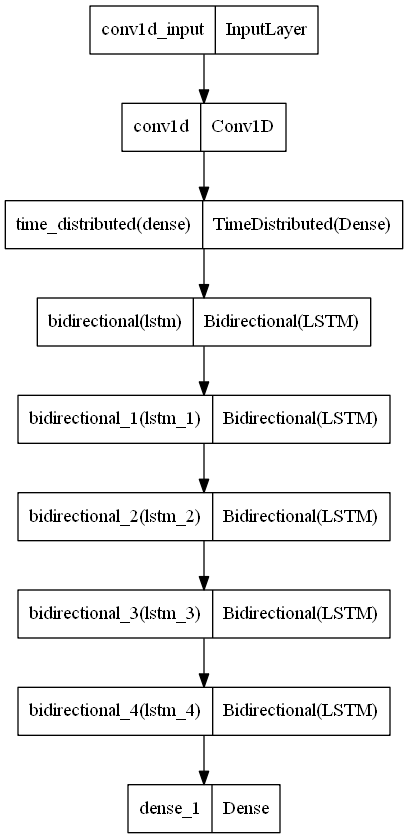 conv1d_input InputLayer
conv1d Conv1D
time_distributed(dense) TimeDistributed(Dense)
bidirectional(lstm) Bidirectional(LSTM)
bidirectional_1(lstm_1) Bidirectional(LSTM)
bidirectional_2(lstm_2) Bidirectional(LSTM)
bidirectional_3(lstm_3) Bidirectional(LSTM)
bidirectional_4(lstm_4) Bidirectional(LSTM)
dense_1 Dense